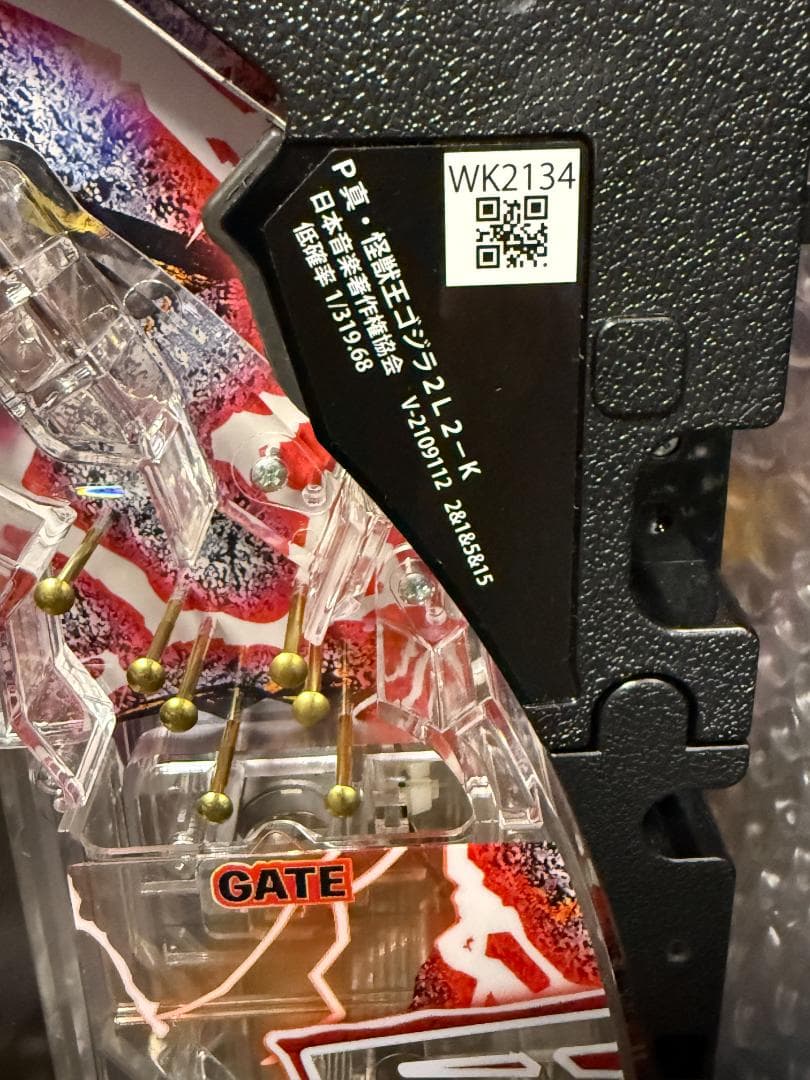 WK2134
P真・怪獣王ゴジラ2L2-K
日本音楽著作権協会 V-2109112 2&1&5&15
低確率 1/319.68
GATE